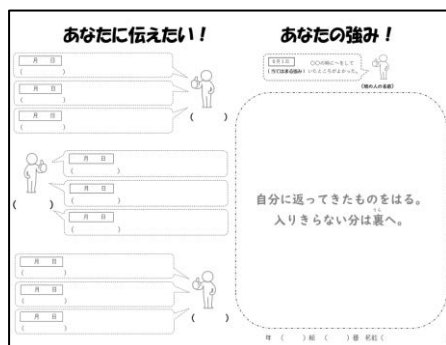 あなたに伝えたい！
月　日
（　　）
月　日
（　　）
月　日
（　　）
（　　）
月　日
（　　）
月　日
（　　）
月　日
（　　）
（　　）
月　日
（　　）
月　日
（　　）
月　日
（　　）
（　　）
あなたの強み！
自分に返ってきたものをはる。
入りきらない分は裏へ。
年（　　）組（　　）番 名前（